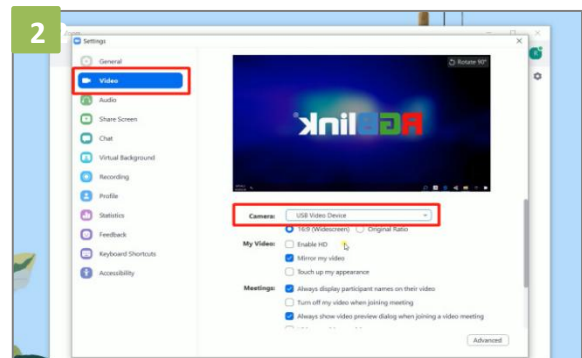 2
Settings
General
Video
Audio
Share Screen
Chat
Virtual Background
Recording
Profile
Statistics
Feedback
Keyboard Shortcuts
Accessibility
Rotate 90°
RGBlink
Camera: USB Video Device
16:9 (Widescreen) Original Ratio
My Video: Enable HD
Mirror my video
Touch up my appearance
Meetings: Always display participant names on their video
Turn off my video when joining meeting
Always show video preview dialog when joining a video meeting
Advanced